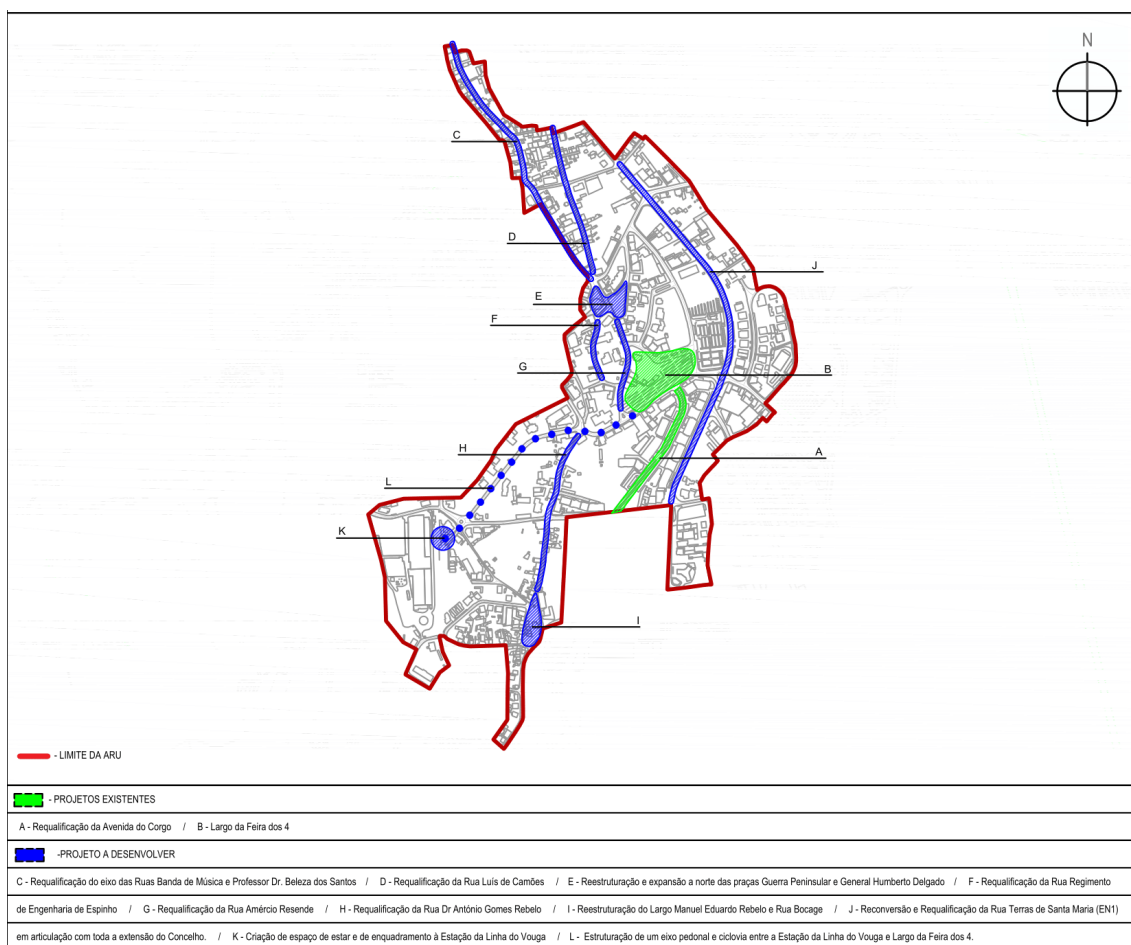 N
C
D
J
E
F
G
B
H
A
L
K
I
- LIMITE DA ARU
- PROJETOS EXISTENTES
A - Requalificação da Avenida do Corgo / B - Largo da Feira dos 4
-PROJETO A DESENVOLVER
C - Requalificação do eixo das Ruas Banda de Música e Professor Dr. Beleza dos Santos / D - Requalificação da Rua Luís de Camões / E - Reestruturação e expansão a norte das praças Guerra Peninsular e General Humberto Delgado / F - Requalificação da Rua Regimento
de Engenharia de Espinho / G - Requalificação da Rua Amércio Resende / H - Requalificação da Rua Dr António Gomes Rebelo / I - Reestruturação do Largo Manuel Eduardo Rebelo e Rua Bocage / J - Reconversão e Requalificação da Rua Terras de Santa Maria (EN1)
em articulação com toda a extensão do Concelho. / K - Criação de espaço de estar e de enquadramento à Estação da Linha do Vouga / L - Estruturação de um eixo pedonal e ciclovia entre a Estação da Linha do Vouga e Largo da Feira dos 4.